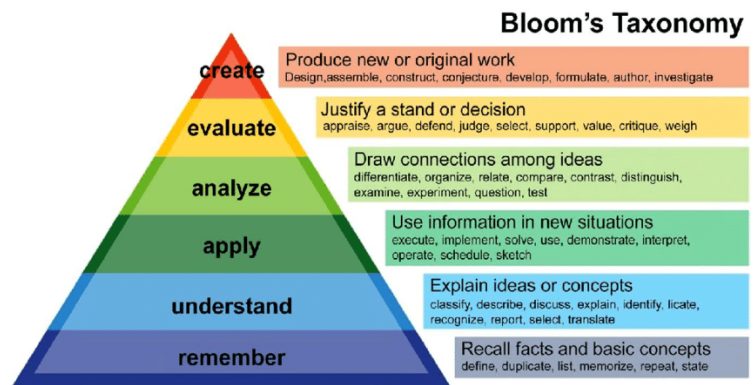 Bloom's Taxonomy
create
Produce new or original work
Design,assemble, construct, conjecture, develop, formulate, author, investigate
evaluate
Justify a stand or decision
appraise, argue, defend, judge, select, support, value, critique, weigh
analyze
Draw connections among ideas
differentiate, organize, relate, compare, contrast, distinguish,
examine, experiment, question, test
apply
Use information in new situations
execute, implement, solve, use, demonstrate, interpret,
operate, schedule, sketch
understand
Explain ideas or concepts
classify, describe, discuss, explain, identify, licate,
recognize, report, select, translate
remember
Recall facts and basic concepts
define, duplicate, list, memorize, repeat, state